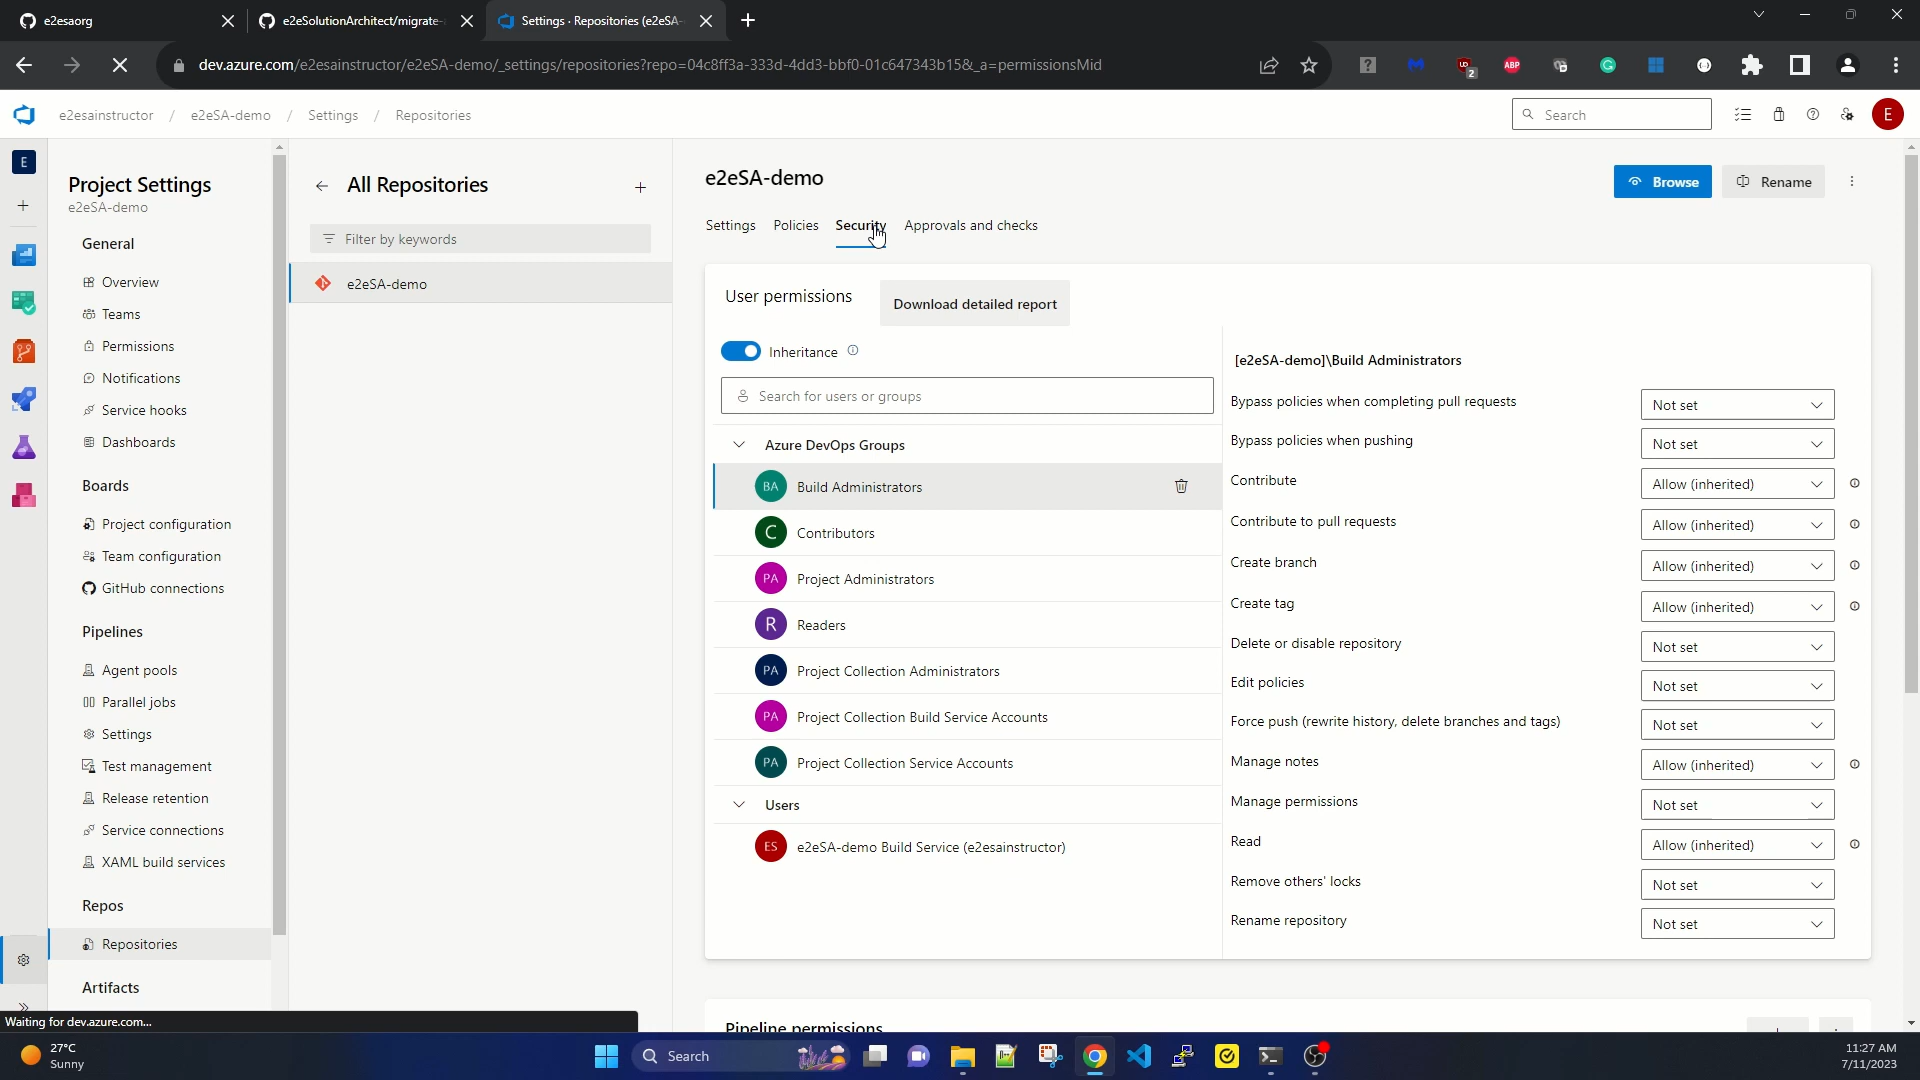 e2esaorg
e2eSolutionArchitect/migrate-
Settings · Repositories (e2eSA-
dev.azure.com/e2esainstructor/e2eSA-demo/_settings/repositories?repo=04c8ff3a-333d-4dd3-bbf0-01c647343b15&_a=permissionsMid
2
ABP
e2esainstructor / e2eSA-demo / Settings / Repositories
Search
E
E
Project Settings
e2eSA-demo
General
Overview
Teams
Permissions
Notifications
Service hooks
Dashboards
Boards
Project configuration
Team configuration
GitHub connections
Pipelines
Agent pools
Parallel jobs
Settings
Test management
Release retention
Service connections
XAML build services
Repos
Repositories
Artifacts
All Repositories
Filter by keywords
e2eSA-demo
e2eSA-demo
Browse
Rename
Settings Policies Security Approvals and checks
User permissions
Download detailed report
Inheritance
Search for users or groups
Azure DevOps Groups
BA Build Administrators
C Contributors
PA Project Administrators
R Readers
PA Project Collection Administrators
PA Project Collection Build Service Accounts
PA Project Collection Service Accounts
Users
ES e2eSA-demo Build Service (e2esainstructor)
[e2eSA-demo]\Build Administrators
Bypass policies when completing pull requests Not set
Bypass policies when pushing Not set
Contribute Allow (inherited)
Contribute to pull requests Allow (inherited)
Create branch Allow (inherited)
Create tag Allow (inherited)
Delete or disable repository Not set
Edit policies Not set
Force push (rewrite history, delete branches and tags) Not set
Manage notes Allow (inherited)
Manage permissions Not set
Read Allow (inherited)
Remove others' locks Not set
Rename repository Not set
Pipeline permissions
Waiting for dev.azure.com...
27°C
Sunny
Search
11:27 AM
7/11/2023